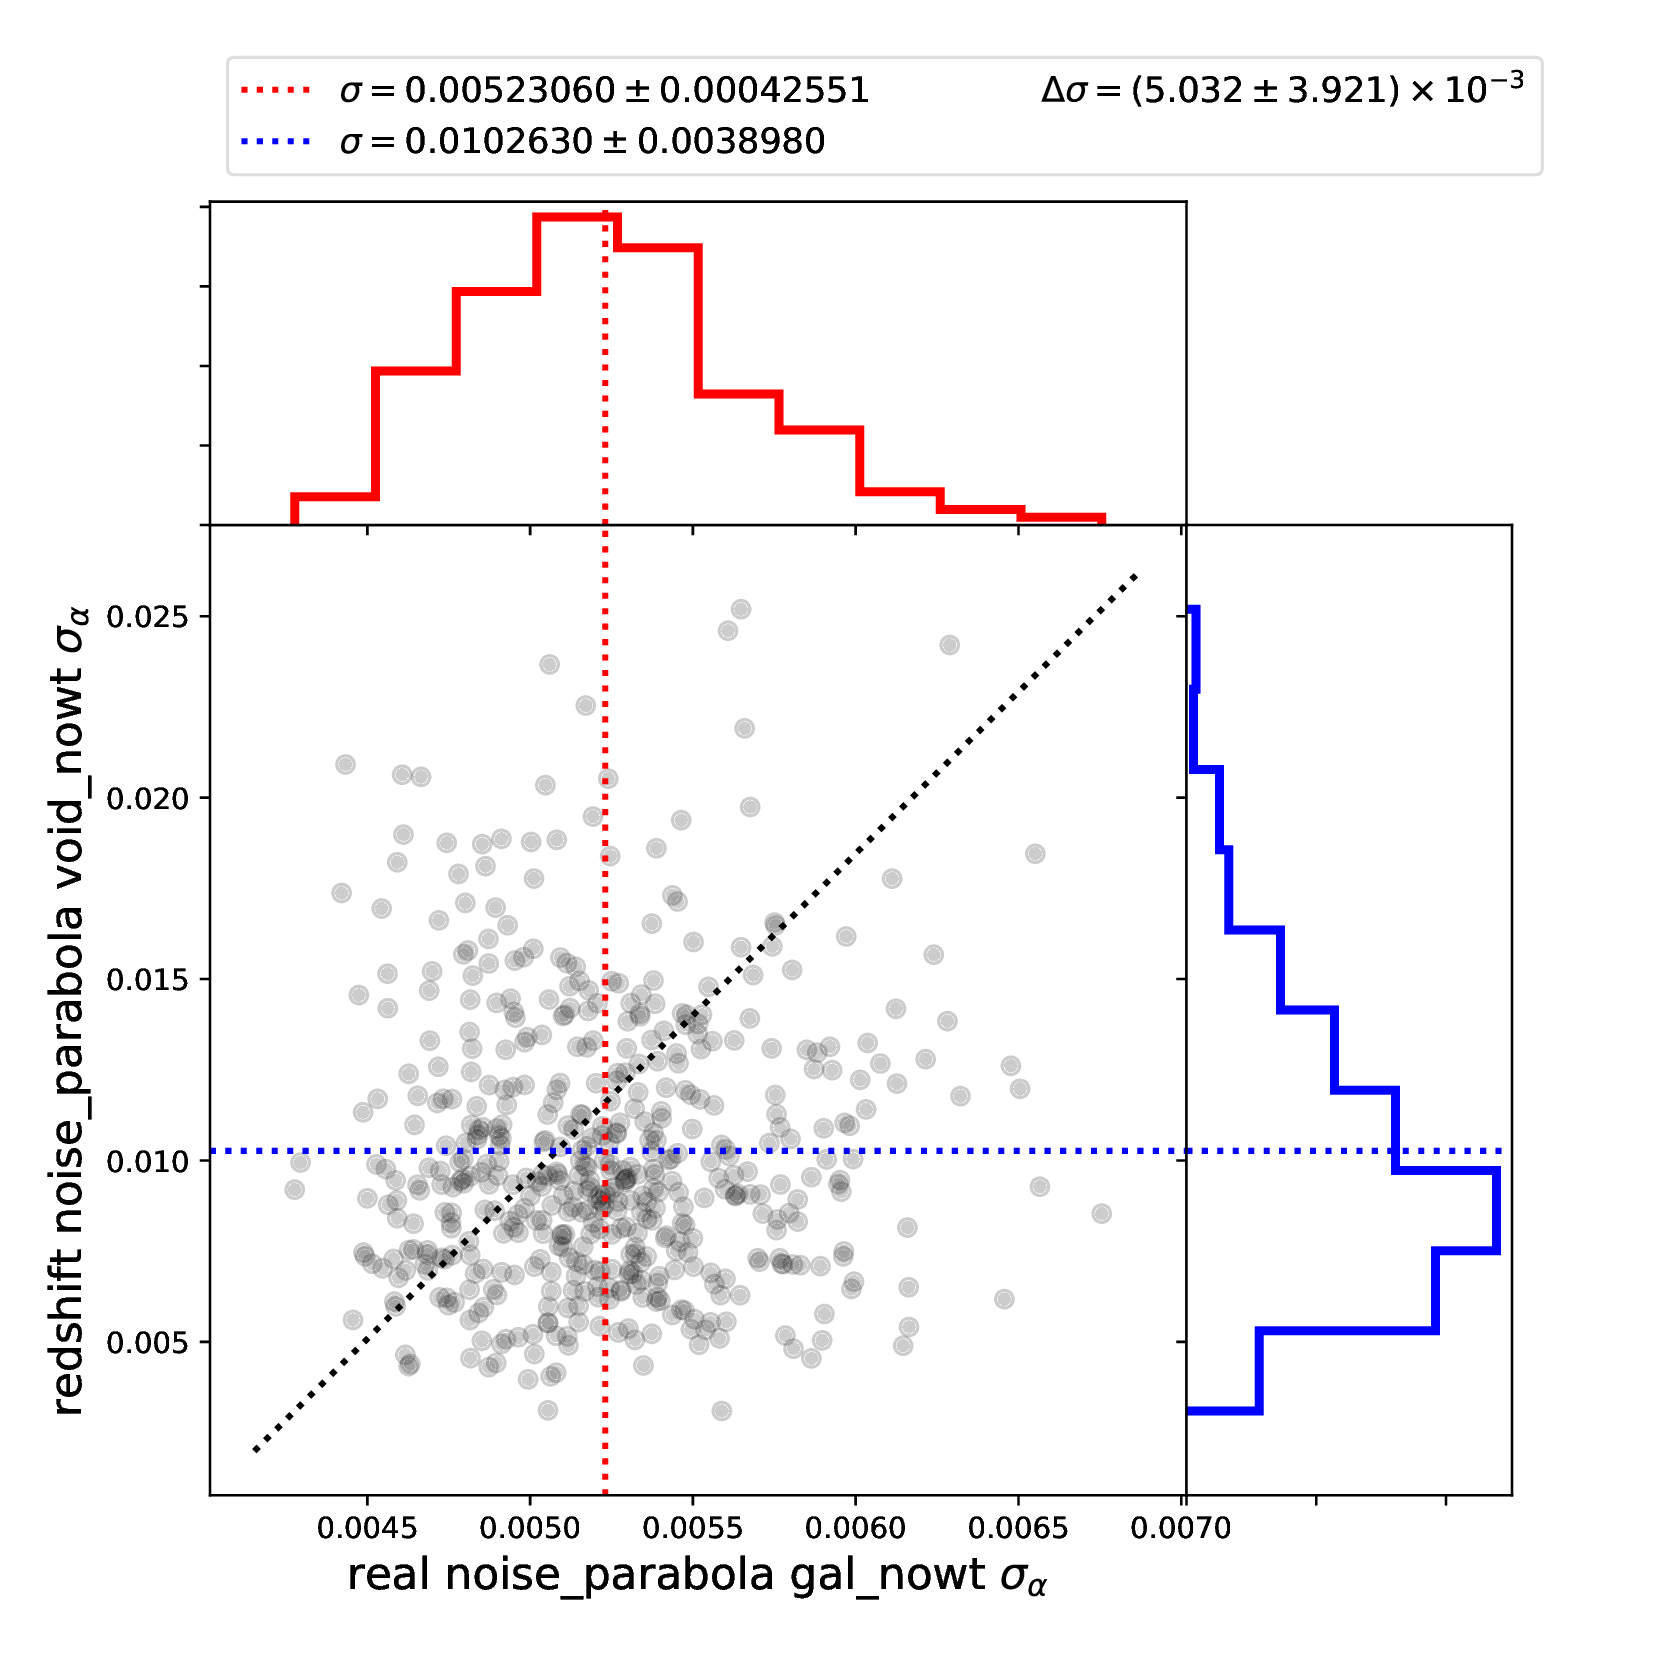 σ = 0.00523060 ± 0.00042551
Δσ = (5.032 ± 3.921) × 10⁻³
σ = 0.0102630 ± 0.0038980
redshift noise_parabola void_nowt σ_α
0.025
0.020
0.015
0.010
0.005
0.0045 0.0050 0.0055 0.0060 0.0065 0.0070
real noise_parabola gal_nowt σ_α